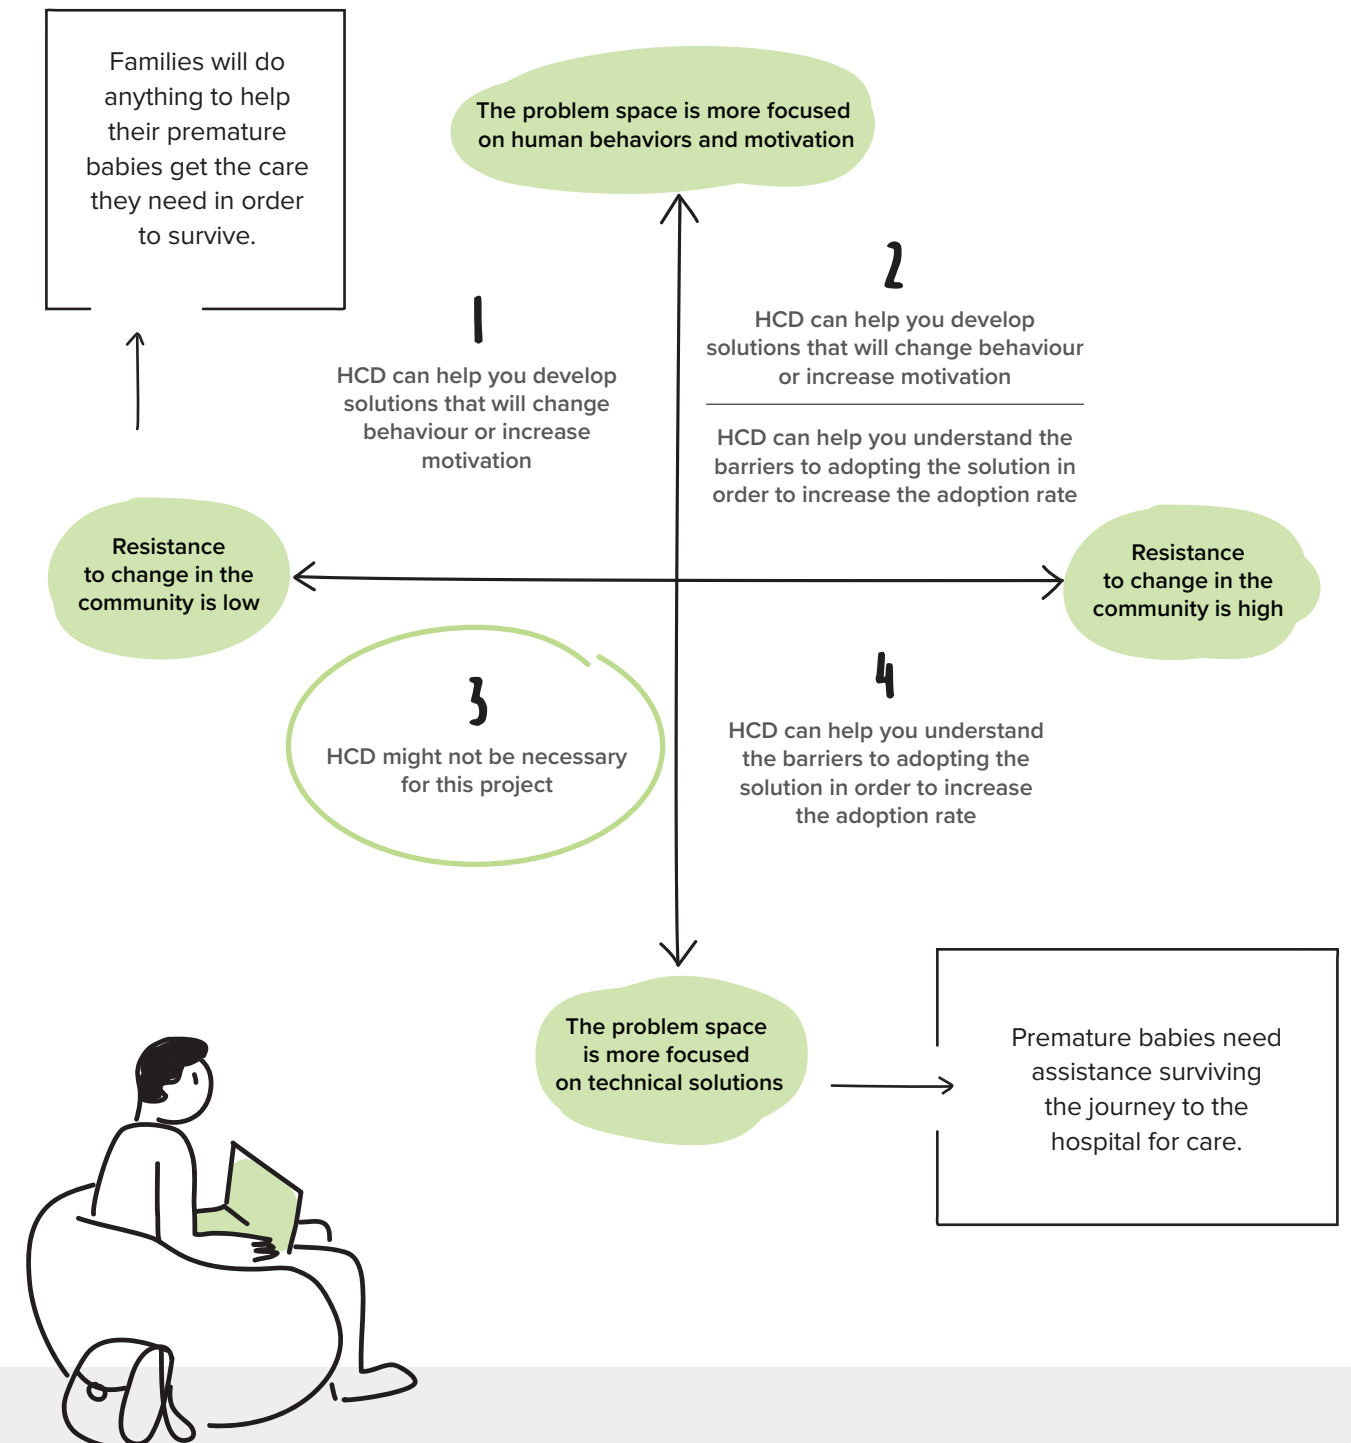 Families will do
anything to help
their premature
babies get the care
they need in order
to survive.
The problem space is more focused
on human behaviors and motivation
1
HCD can help you develop
solutions that will change
behaviour or increase
motivation
2
HCD can help you develop
solutions that will change behaviour
or increase motivation
HCD can help you understand the
barriers to adopting the solution in
order to increase the adoption rate
Resistance
to change in the
community is low
Resistance
to change in the
community is high
3
HCD might not be necessary
for this project
4
HCD can help you understand
the barriers to adopting the
solution in order to increase
the adoption rate
The problem space
is more focused
on technical solutions
Premature babies need
assistance surviving
the journey to the
hospital for care.